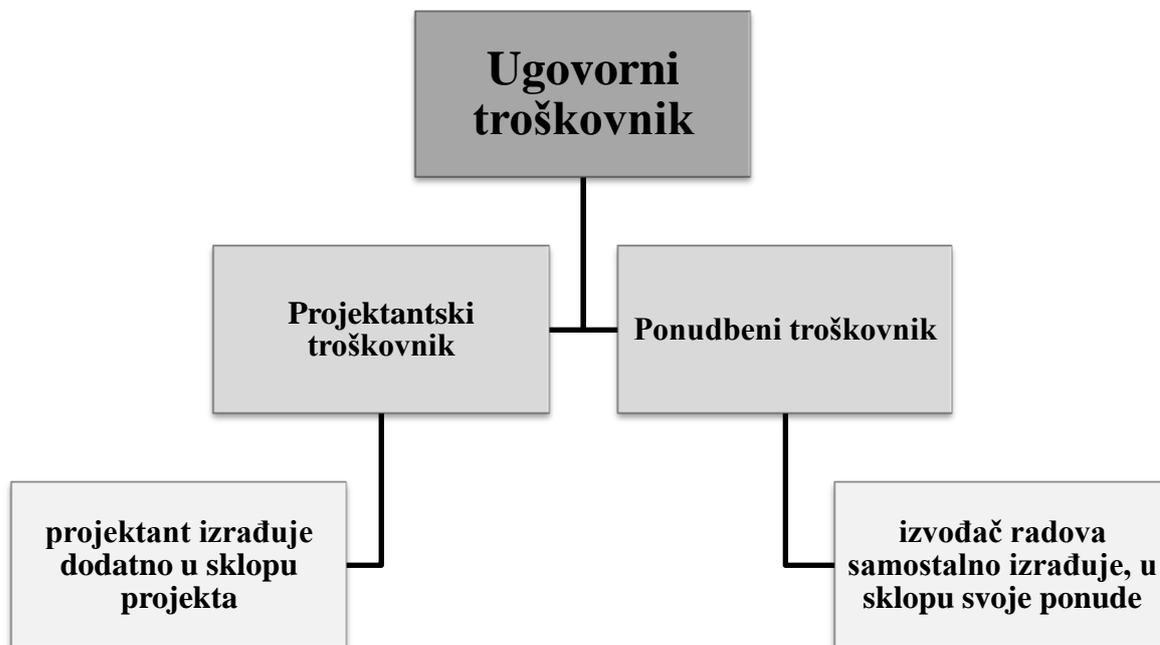 Ugovorni
troškovnik
Projektantski
troškovnik
Ponudbeni troškovnik
projektant izrađuje
dodatno u sklopu
projekta
izvođač radova
samostalno izrađuje, u
sklopu svoje ponude